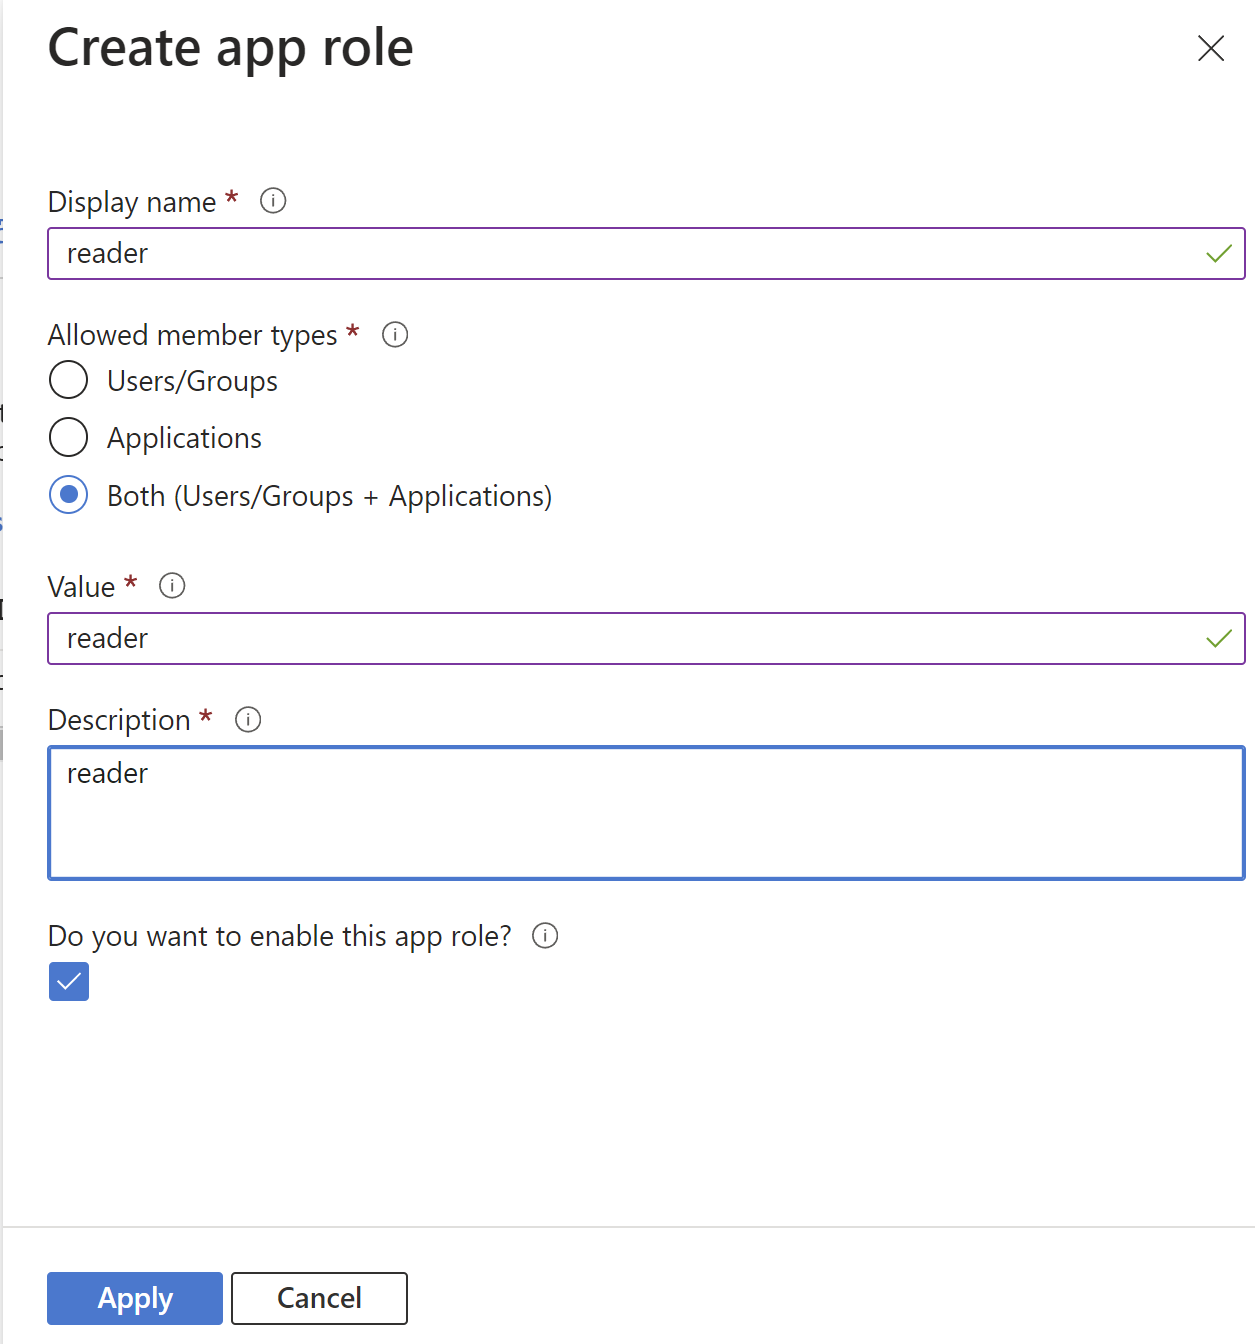 Create app role
Display name *
reader
Allowed member types *
Users/Groups
Applications
Both (Users/Groups + Applications)
Value *
reader
Description *
reader
Do you want to enable this app role?
Apply
Cancel